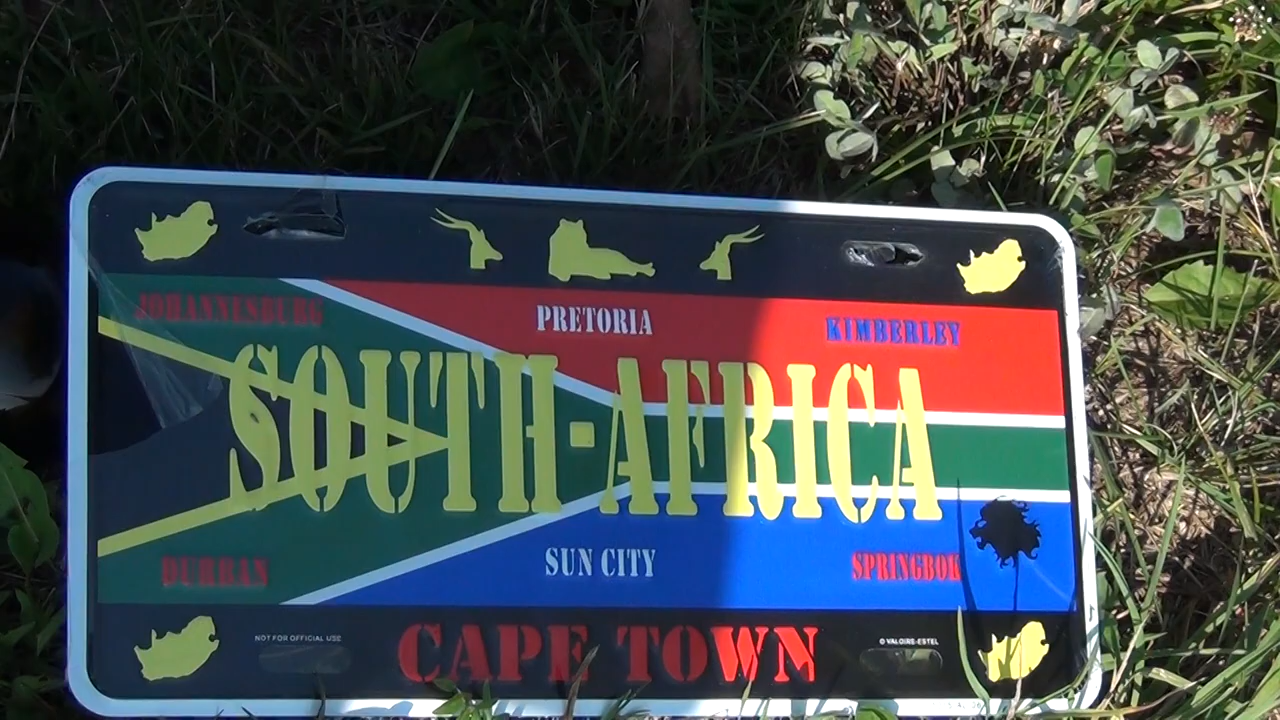 JOHANNESBURG PRETORIA KIMBERLEY
SOUTH-AFRICA
DURBAN SUN CITY SPRINGBOK
NOT FOR OFFICIAL USE © VALOIRE-ESTEL
CAPE TOWN